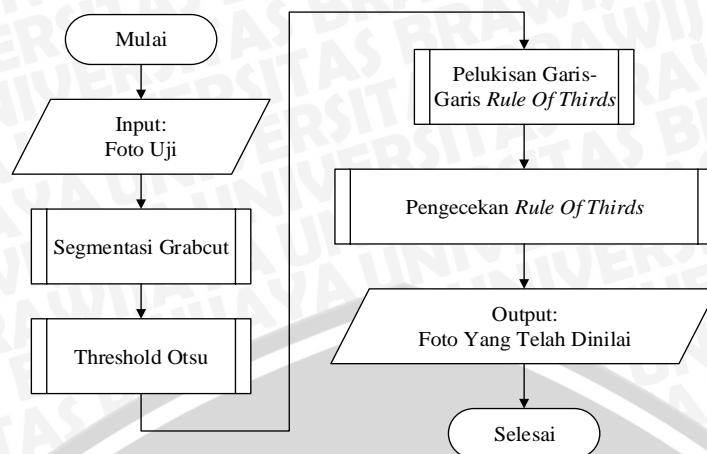 Mulai
Input:
Foto Uji
Segmentasi Grabcut
Threshold Otsu
Pelukisan Garis-
Garis Rule Of Thirds
Pengecekan Rule Of Thirds
Output:
Foto Yang Telah Dinilai
Selesai